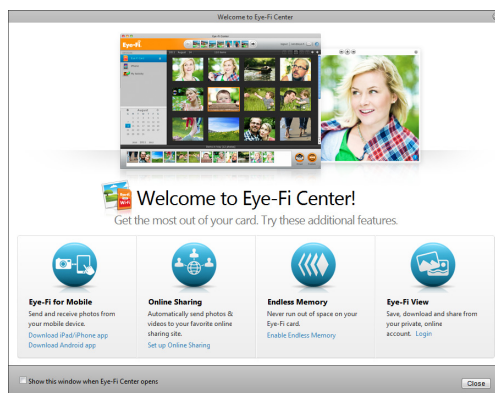 Welcome to Eye-Fi Center
Eye-Fi
Welcome to Eye-Fi Center!
Get the most out of your card. Try these additional features.
Eye-Fi for Mobile
Send and receive photos from
your mobile device.
Download iPad/iPhone app
Download Android app
Online Sharing
Automatically send photos &
videos to your favorite online
sharing site.
Set up Online Sharing
Endless Memory
Never run out of space on your
Eye-Fi card.
Enable Endless Memory
Eye-Fi View
Save, download and share from
your private, online
account. Login
Show this window when Eye-Fi Center opens
Close